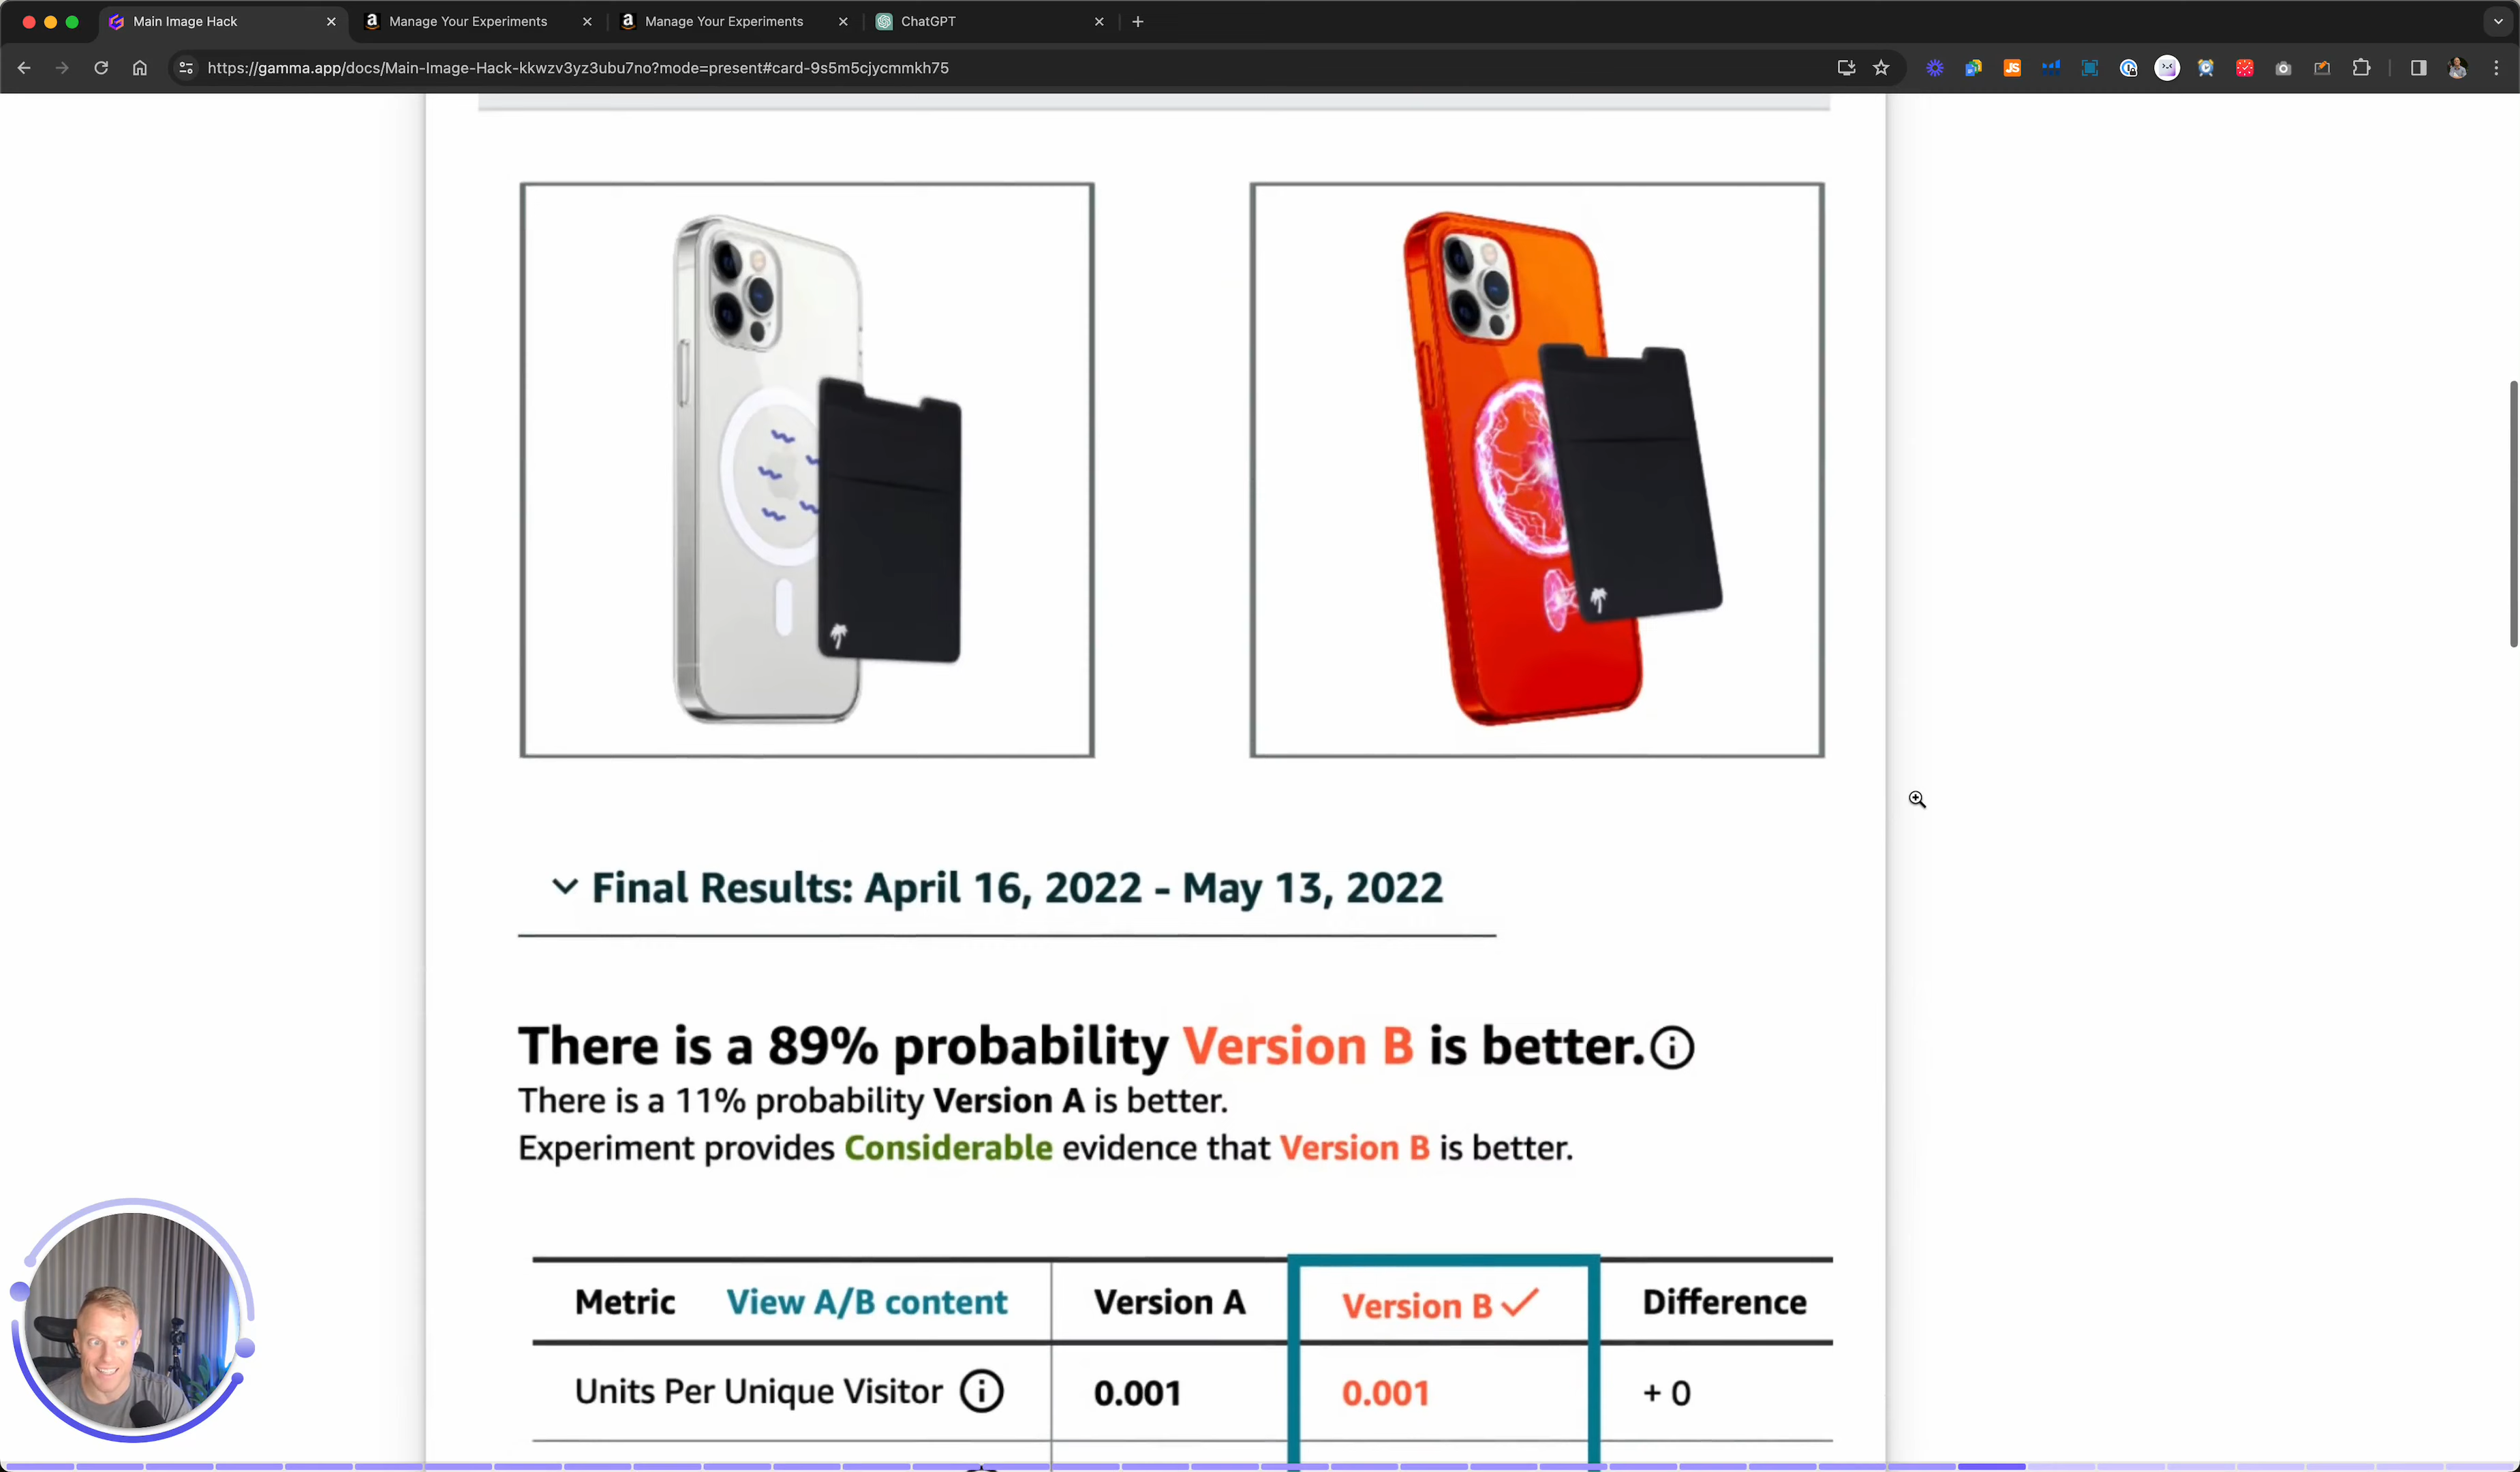 Main Image Hack
Manage Your Experiments
Manage Your Experiments
ChatGPT
https://gamma.app/docs/Main-Image-Hack-kkwzv3yz3ubu7no?mode=present#card-9s5m5cjycmmkh75
JS
Final Results: April 16, 2022 - May 13, 2022
There is a 89% probability Version B is better.
There is a 11% probability Version A is better.
Experiment provides Considerable evidence that Version B is better.
Metric View A/B content Version A Version B Difference
Units Per Unique Visitor 0.001 0.001 + 0